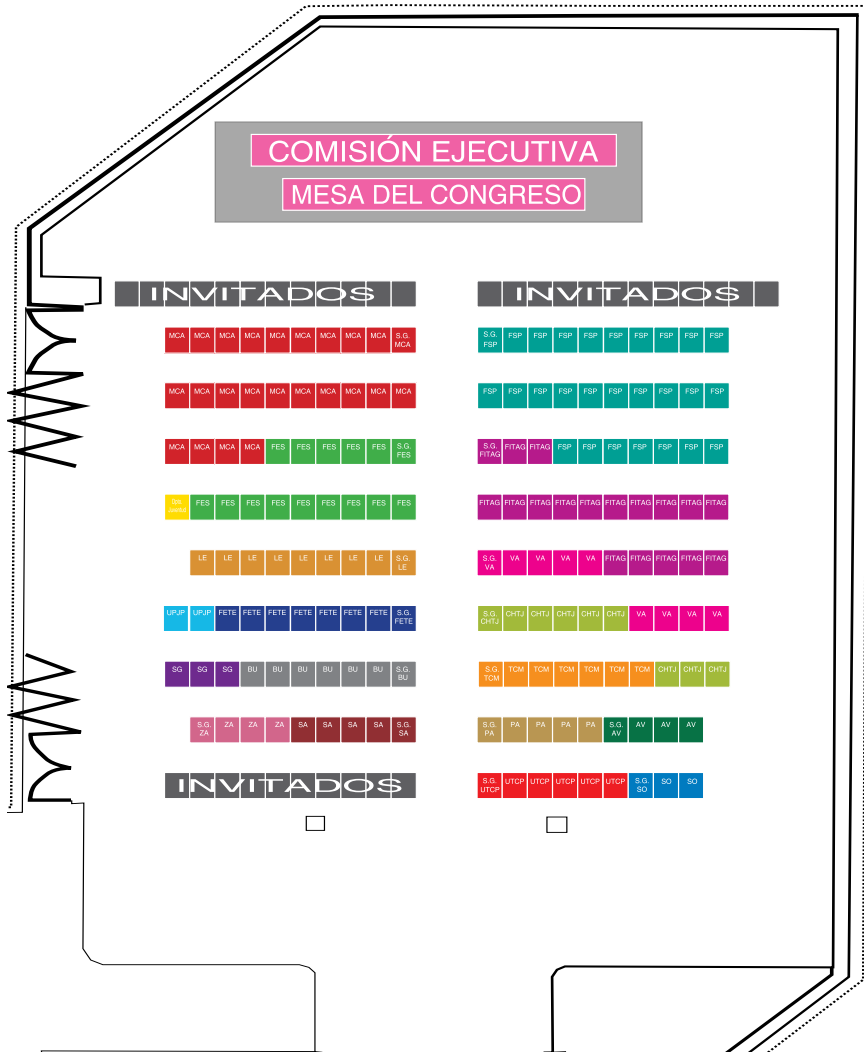 COMISIÓN EJECUTIVA
MESA DEL CONGRESO
INVITADOS
MCA MCA MCA MCA MCA MCA MCA MCA MCA S.G. MCA
MCA MCA MCA MCA MCA MCA MCA MCA MCA MCA
MCA MCA MCA MCA FES FES FES FES FES S.G. FES
FES FES FES FES FES FES FES FES FES
LE LE LE LE LE LE LE LE S.G. LE
UPJP UPJP FETE FETE FETE FETE FETE FETE FETE S.G. FETE
SG SG SG BU BU BU BU BU BU S.G. BU
S.G. ZA ZA ZA ZA SA SA SA SA S.G. SA
INVITADOS
INVITADOS
S.G. FSP FSP FSP FSP FSP FSP FSP FSP FSP FSP
FSP FSP FSP FSP FSP FSP FSP FSP FSP FSP
S.G. FITAG FITAG FITAG FSP FSP FSP FSP FSP FSP FSP
FITAG FITAG FITAG FITAG FITAG FITAG FITAG FITAG FITAG FITAG
S.G. VA VA VA VA VA FITAG FITAG FITAG FITAG FITAG
S.G. CHTJ CHTJ CHTJ CHTJ CHTJ CHTJ VA VA VA VA
S.G. TCM TCM TCM TCM TCM TCM TCM CHTJ CHTJ CHTJ
S.G. PA PA PA PA PA S.G. AV AV AV AV
S.G. UTCP UTCP UTCP UTCP UTCP UTCP S.G. SO SO SO